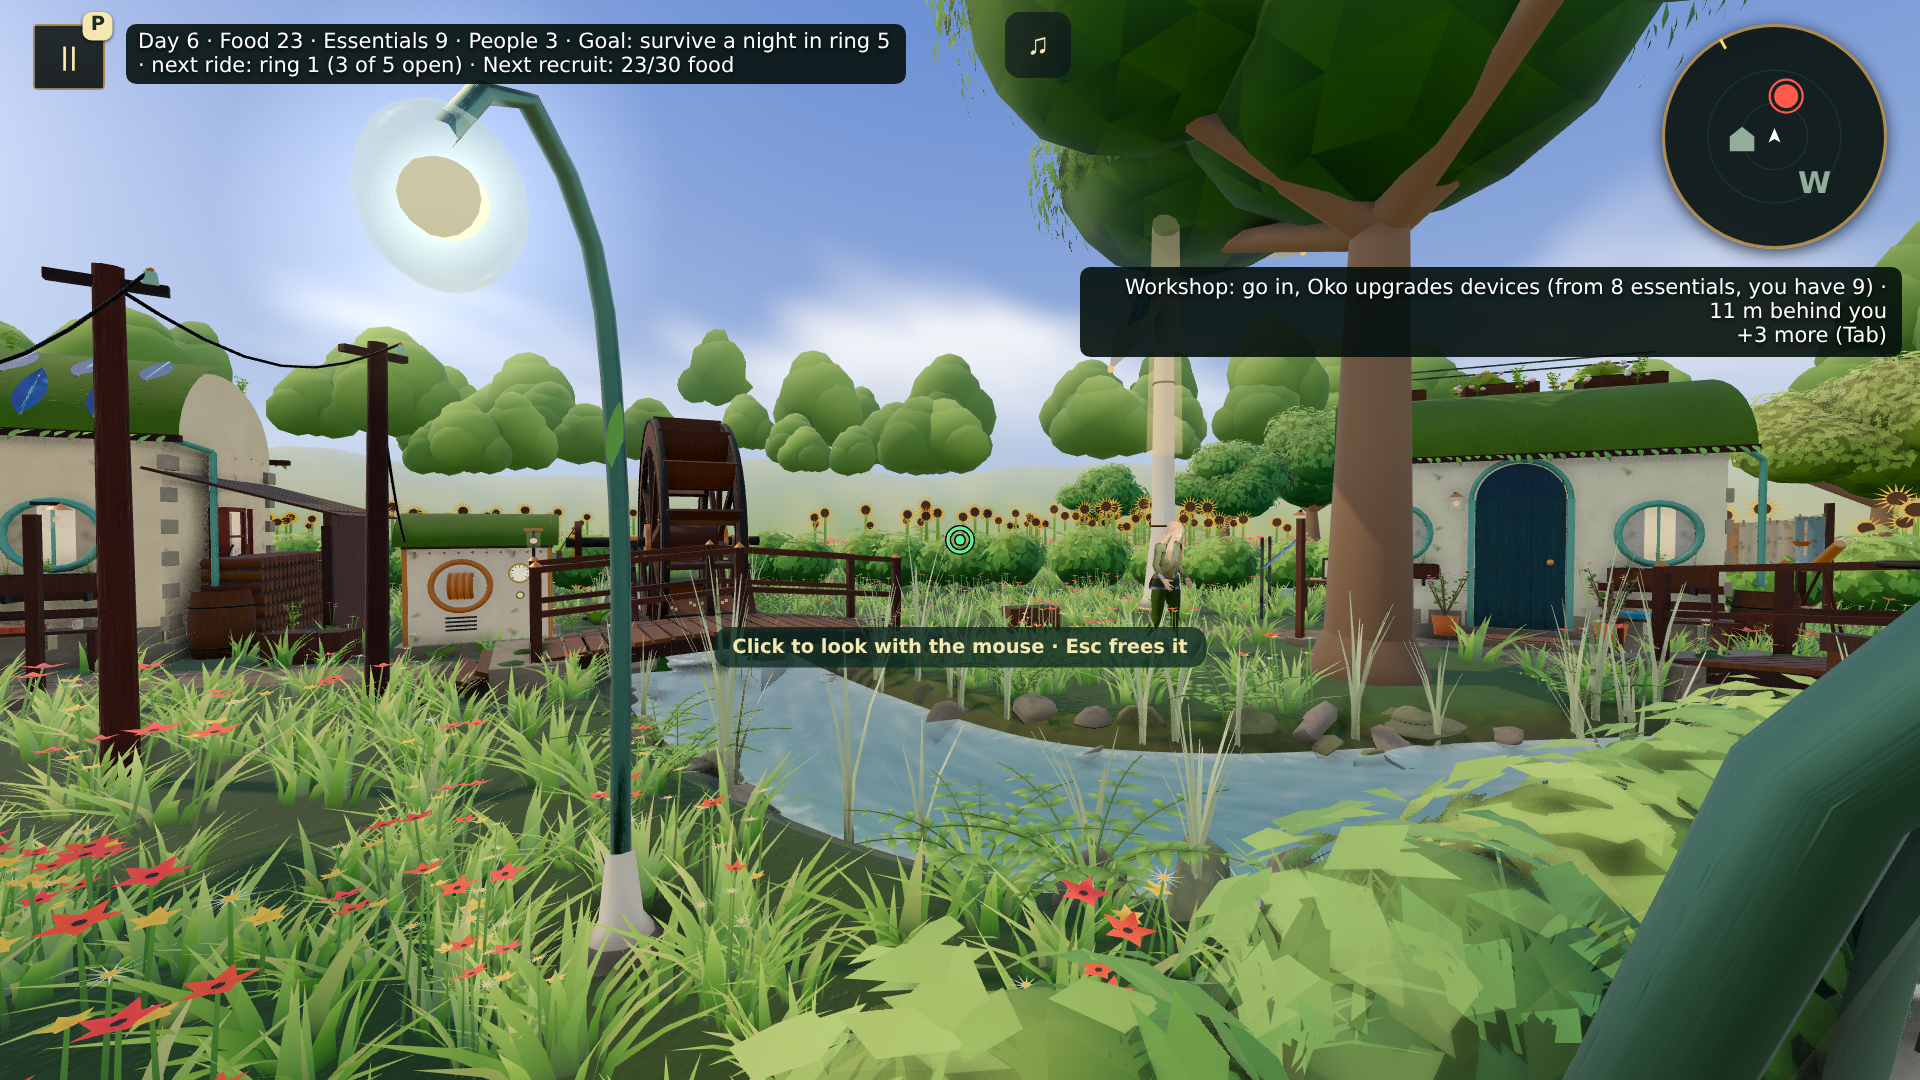 P
Day 6 · Food 23 · Essentials 9 · People 3 · Goal: survive a night in ring 5
· next ride: ring 1 (3 of 5 open) · Next recruit: 23/30 food
W
Workshop: go in, Oko upgrades devices (from 8 essentials, you have 9) ·
11 m behind you
+3 more (Tab)
Click to look with the mouse · Esc frees it